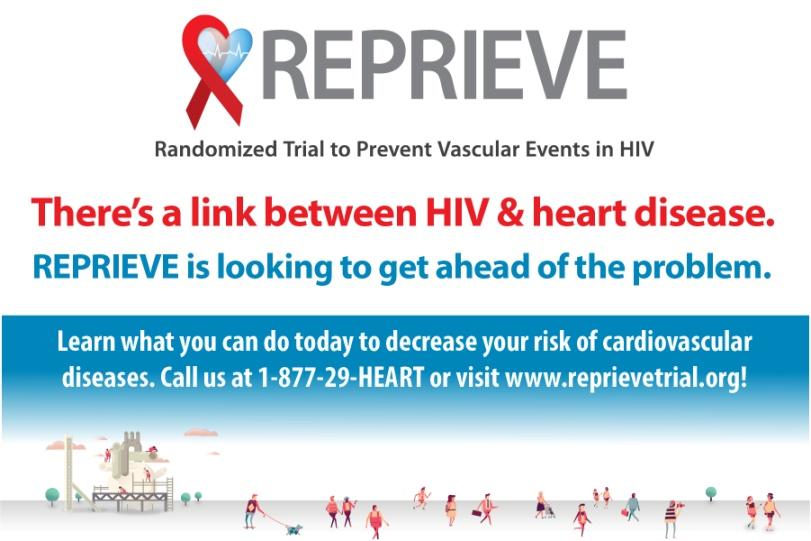 REPRIEVE
Randomized Trial to Prevent Vascular Events in HIV
There's a link between HIV & heart disease.
REPRIEVE is looking to get ahead of the problem.
Learn what you can do today to decrease your risk of cardiovascular
diseases. Call us at 1-877-29-HEART or visit www.reprievetrial.org!